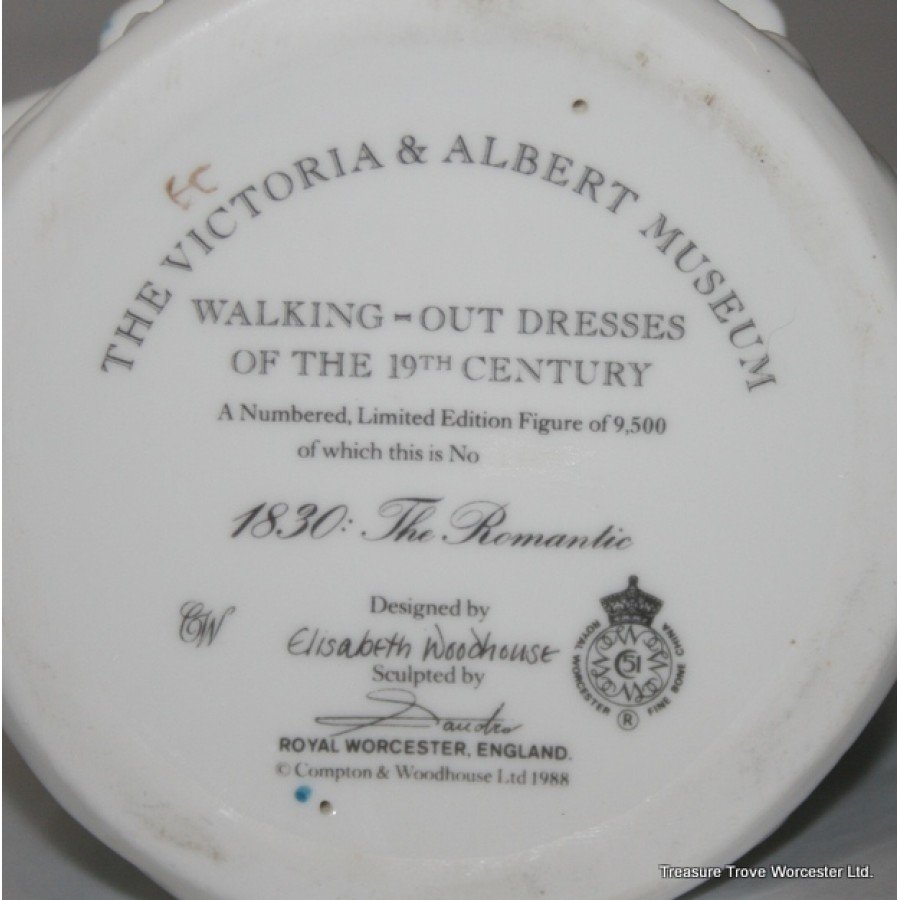 THE VICTORIA & ALBERT MUSEUM
FC
WALKING-OUT DRESSES
OF THE 19TH CENTURY
A Numbered, Limited Edition Figure of 9,500
of which this is No
1830: The Romantic
Designed by
CW
Elisabeth Woodhouse
Sculpted by
Sandro
ROYAL WORCESTER, ENGLAND.
© Compton & Woodhouse Ltd 1988
ROYAL WORCESTER
FINE BONE CHINA
51
®
Treasure Trove Worcester Ltd.